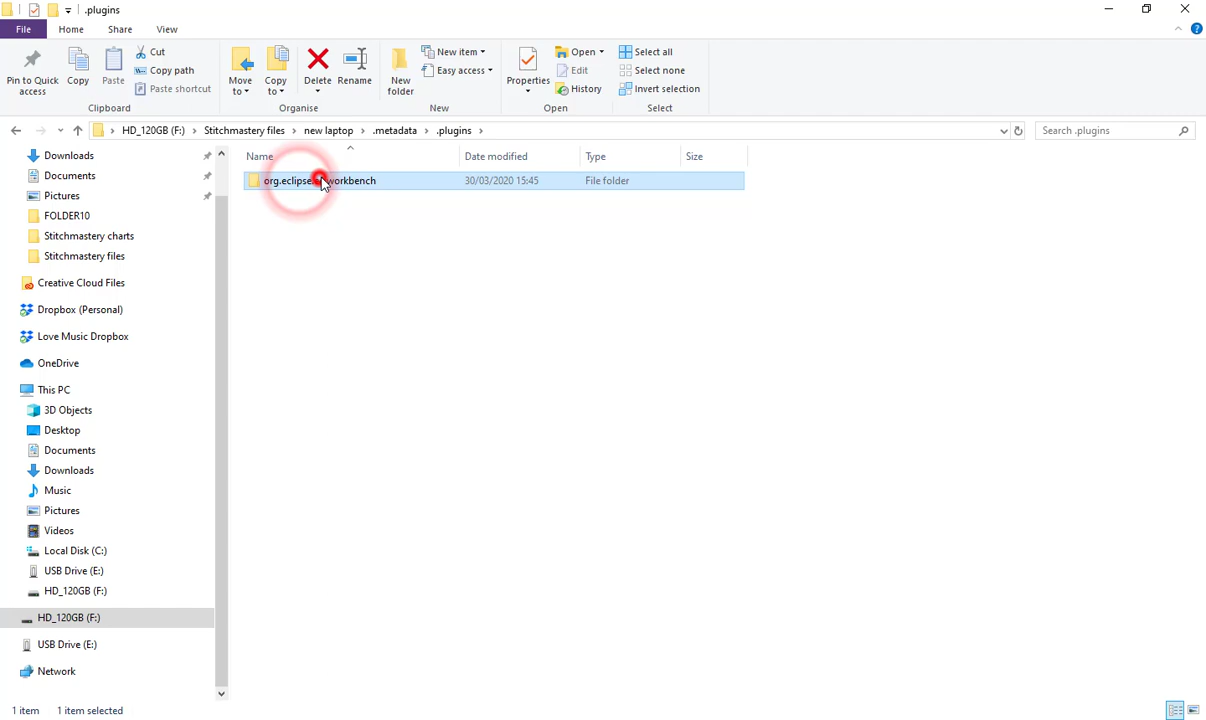 .plugins
File Home Share View
Pin to Quick access
Copy
Paste
Cut
Copy path
Paste shortcut
Clipboard
Move to
Copy to
Delete
Rename
Organise
New folder
New item
Easy access
New
Properties
Open
Edit
History
Open
Select all
Select none
Invert selection
Select
HD_120GB (F:) Stitchmastery files new laptop .metadata .plugins
Search .plugins
Name Date modified Type Size
org.eclipse. workbench 30/03/2020 15:45 File folder
Downloads
Documents
Pictures
FOLDER10
Stitchmastery charts
Stitchmastery files
Creative Cloud Files
Dropbox (Personal)
Love Music Dropbox
OneDrive
This PC
3D Objects
Desktop
Documents
Downloads
Music
Pictures
Videos
Local Disk (C:)
USB Drive (E:)
HD_120GB (F:)
HD_120GB (F:)
USB Drive (E:)
Network
1 item 1 item selected